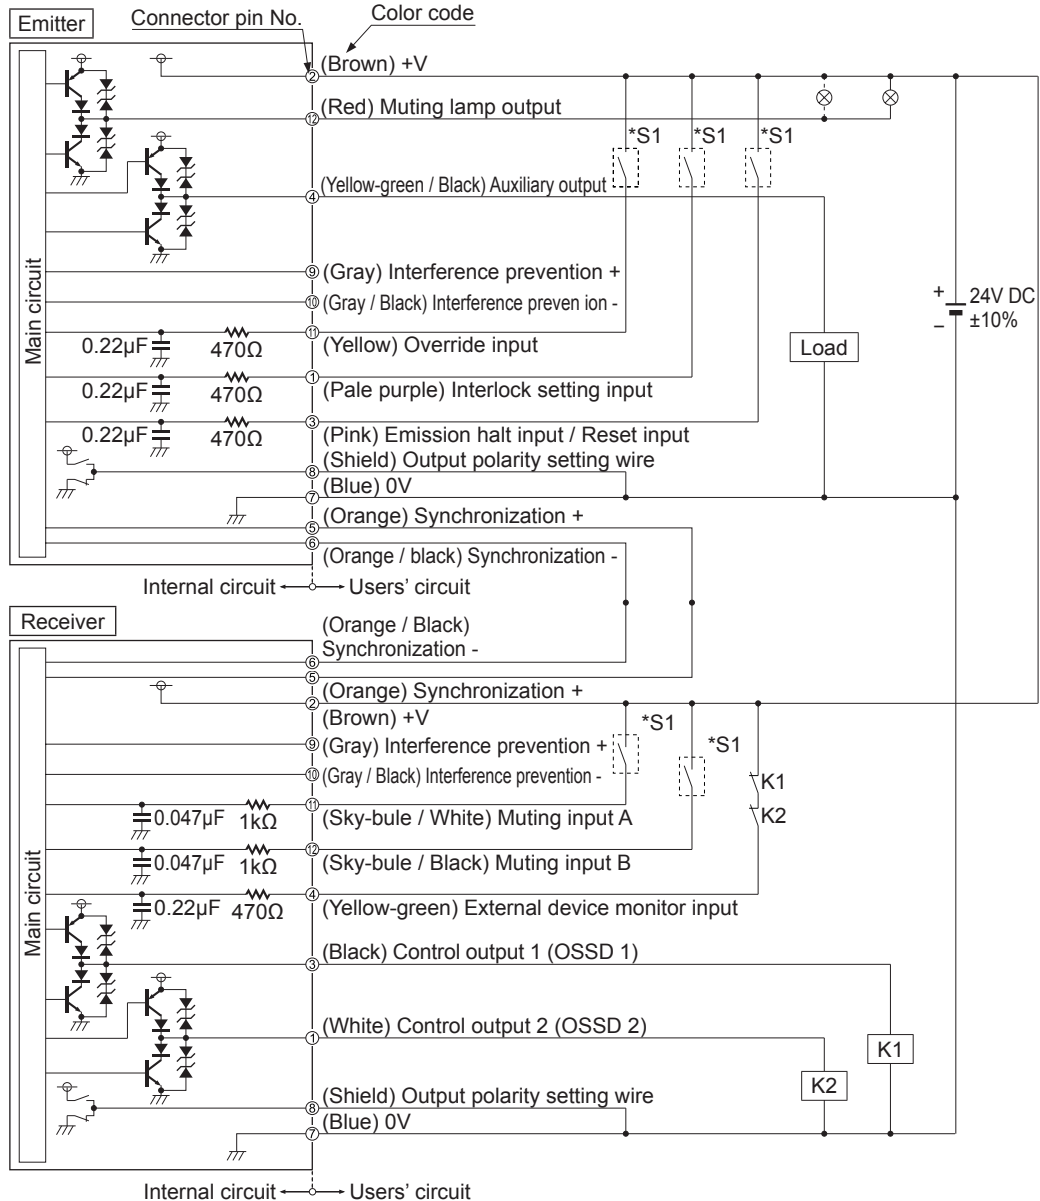 Emitter
Connector pin No.
Color code
② (Brown) +V
⑫ (Red) Muting lamp output
*S1 *S1 *S1
④ (Yellow-green / Black) Auxiliary output
⑨ (Gray) Interference prevention +
⑩ (Gray / Black) Interference preven ion -
Main circuit
+ 24V DC
- ±10%
⑪ (Yellow) Override input
0.22µF 470Ω
Load
① (Pale purple) Interlock setting input
0.22µF 470Ω
③ (Pink) Emission halt input / Reset input
0.22µF 470Ω
⑧ (Shield) Output polarity setting wire
⑦ (Blue) 0V
⑤ (Orange) Synchronization +
⑥ (Orange / black) Synchronization -
Internal circuit Users' circuit
Receiver
(Orange / Black)
⑥ Synchronization -
⑤ (Orange) Synchronization +
② (Brown) +V
*S1
*S1
⑨ (Gray) Interference prevention +
⑩ (Gray / Black) Interference prevention -
K1
K2
⑪ (Sky-bule / White) Muting input A
0.047µF 1kΩ
⑫ (Sky-bule / Black) Muting input B
0.047µF 1kΩ
④ (Yellow-green) External device monitor input
0.22µF 470Ω
Main circuit
③ (Black) Control output 1 (OSSD 1)
① (White) Control output 2 (OSSD 2)
K1
K2
⑧ (Shield) Output polarity setting wire
⑦ (Blue) 0V
Internal circuit Users' circuit